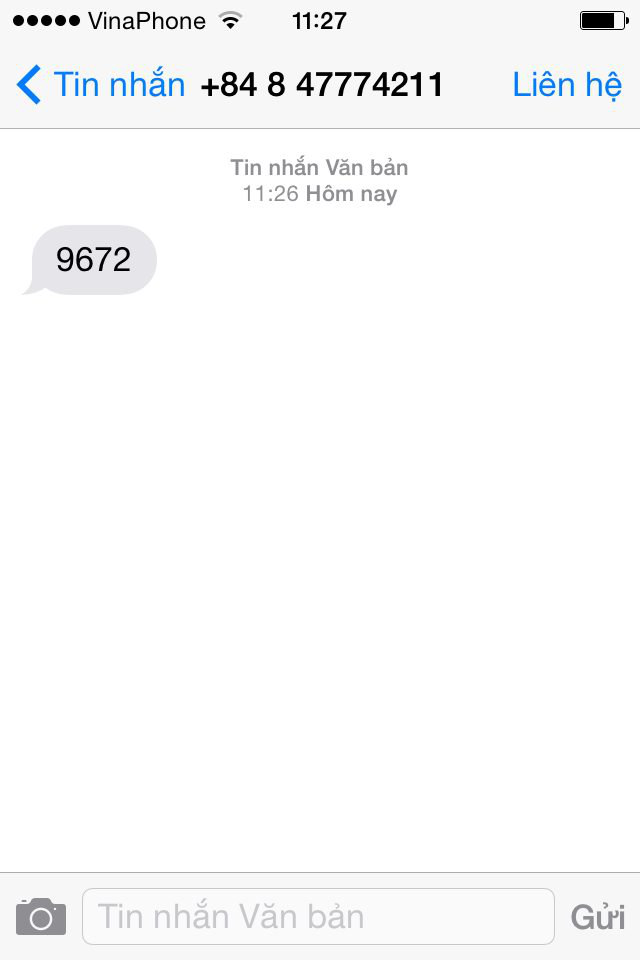 VinaPhone 11:27
Tin nhắn +84 8 47774211 Liên hệ
Tin nhắn Văn bản
11:26 Hôm nay
9672
Tin nhắn Văn bản Gửi